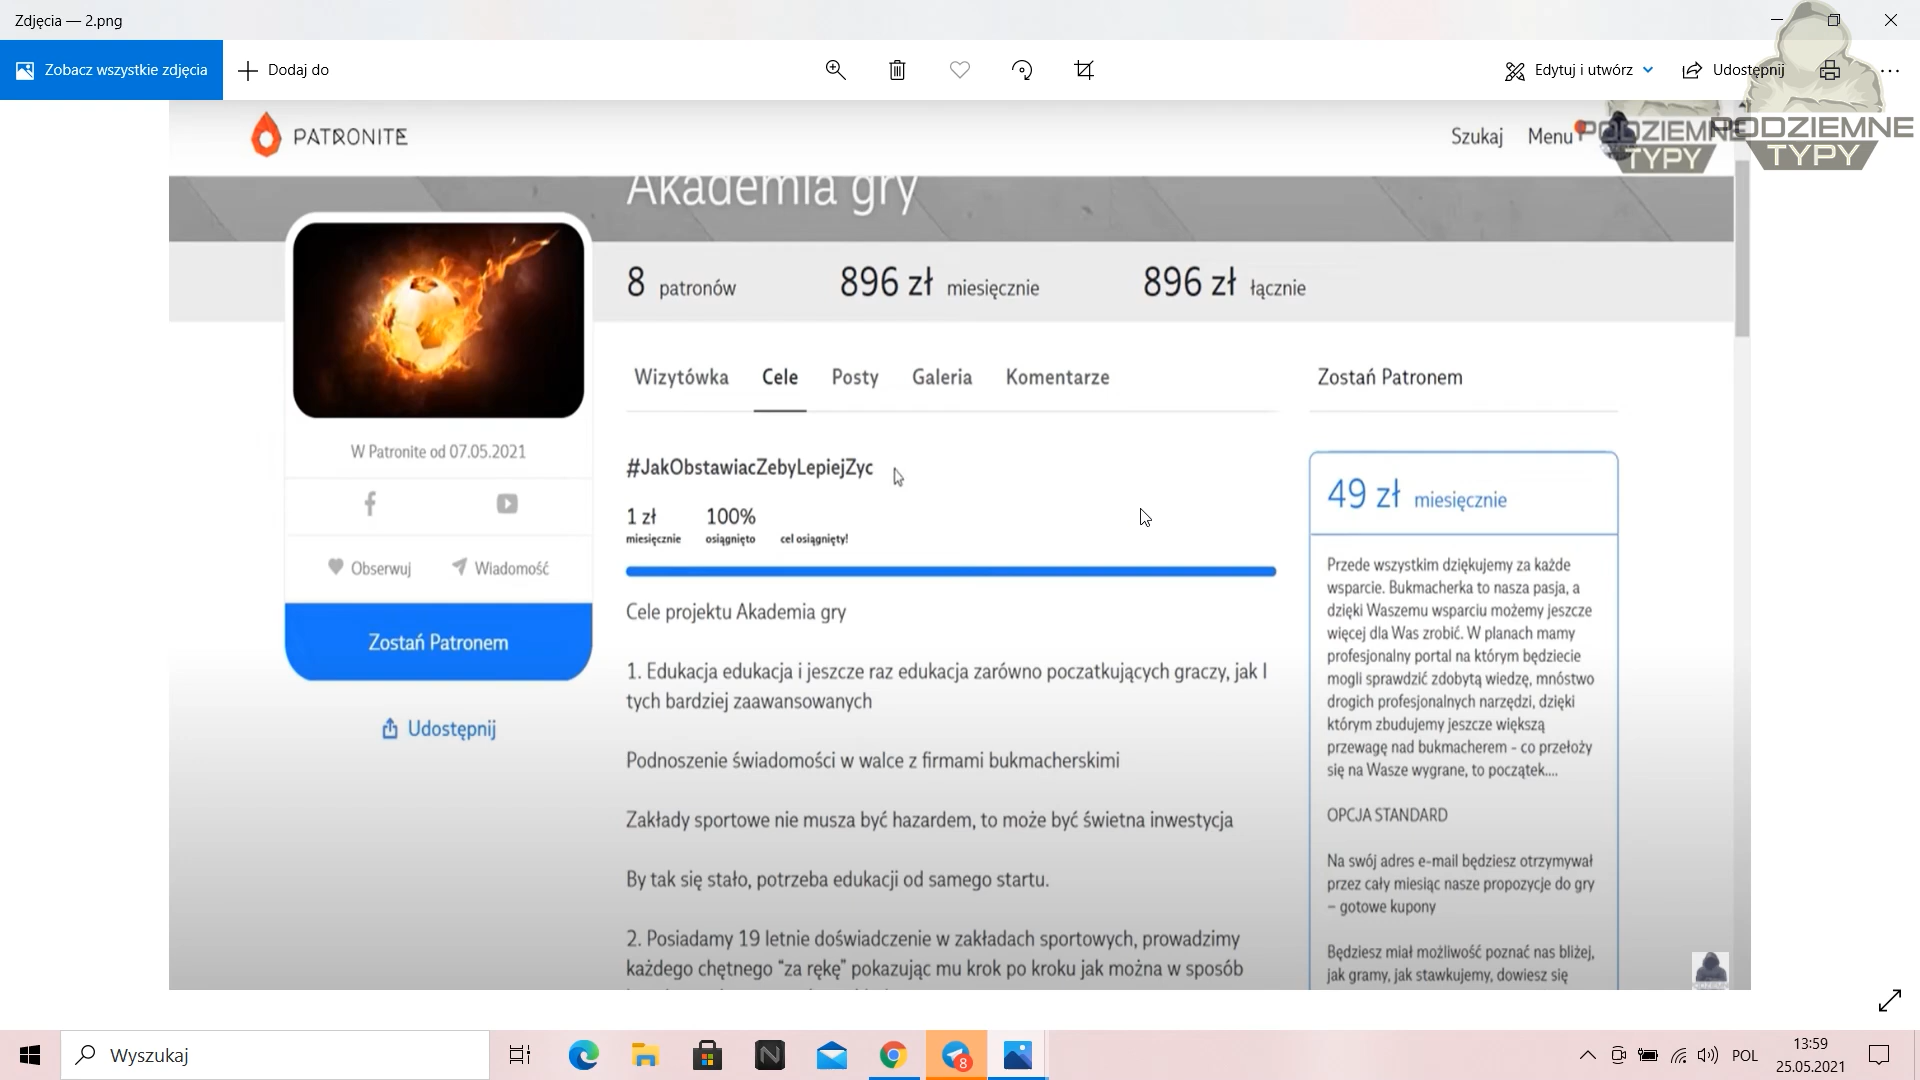 Zdjęcia — 2.png
Zobacz wszystkie zdjęcia
Dodaj do
Edytuj i utwórz
Udostępnij
PATRONITE
Szukaj
Menu
PODZIEMNE
TYPY
TYPY
Akademia gry
8 patronów
896 zł miesięcznie
896 zł łącznie
W Patronite od 07.05.2021
Obserwuj
Wiadomość
Zostań Patronem
Udostępnij
Wizytówka
Cele
Posty
Galeria
Komentarze
#JakObstawiacZebyLepiejZyc
1 zł
miesięcznie
100%
osiągnięto
cel osiągnięty!
Cele projektu Akademia gry
1. Edukacja edukacja i jeszcze raz edukacja zarówno poczatkujących graczy, jak I
tych bardziej zaawansowanych
Podnoszenie świadomości w walce z firmami bukmacherskimi
Zakłady sportowe nie musza być hazardem, to może być świetna inwestycja
By tak się stało, potrzeba edukacji od samego startu.
2. Posiadamy 19 letnie doświadczenie w zakładach sportowych, prowadzimy
każdego chętnego “za rękę” pokazując mu krok po kroku jak można w sposób
Zostań Patronem
49 zł miesięcznie
Przede wszystkim dziękujemy za każde
wsparcie. Bukmacherka to nasza pasja, a
dzięki Waszemu wsparciu możemy jeszcze
więcej dla Was zrobić. W planach mamy
profesjonalny portal na którym będziecie
mogli sprawdzić zdobytą wiedzę, mnóstwo
drogich profesjonalnych narzędzi, dzięki
którym zbudujemy jeszcze większą
przewagę nad bukmacherem - co przełoży
się na Wasze wygrane, to początek....
OPCJA STANDARD
Na swój adres e-mail będziesz otrzymywał
przez cały miesiąc nasze propozycje do gry
– gotowe kupony
Będziesz miał możliwość poznać nas bliżej,
jak gramy, jak stawkujemy, dowiesz się
Wyszukaj
8
POL
13:59
25.05.2021